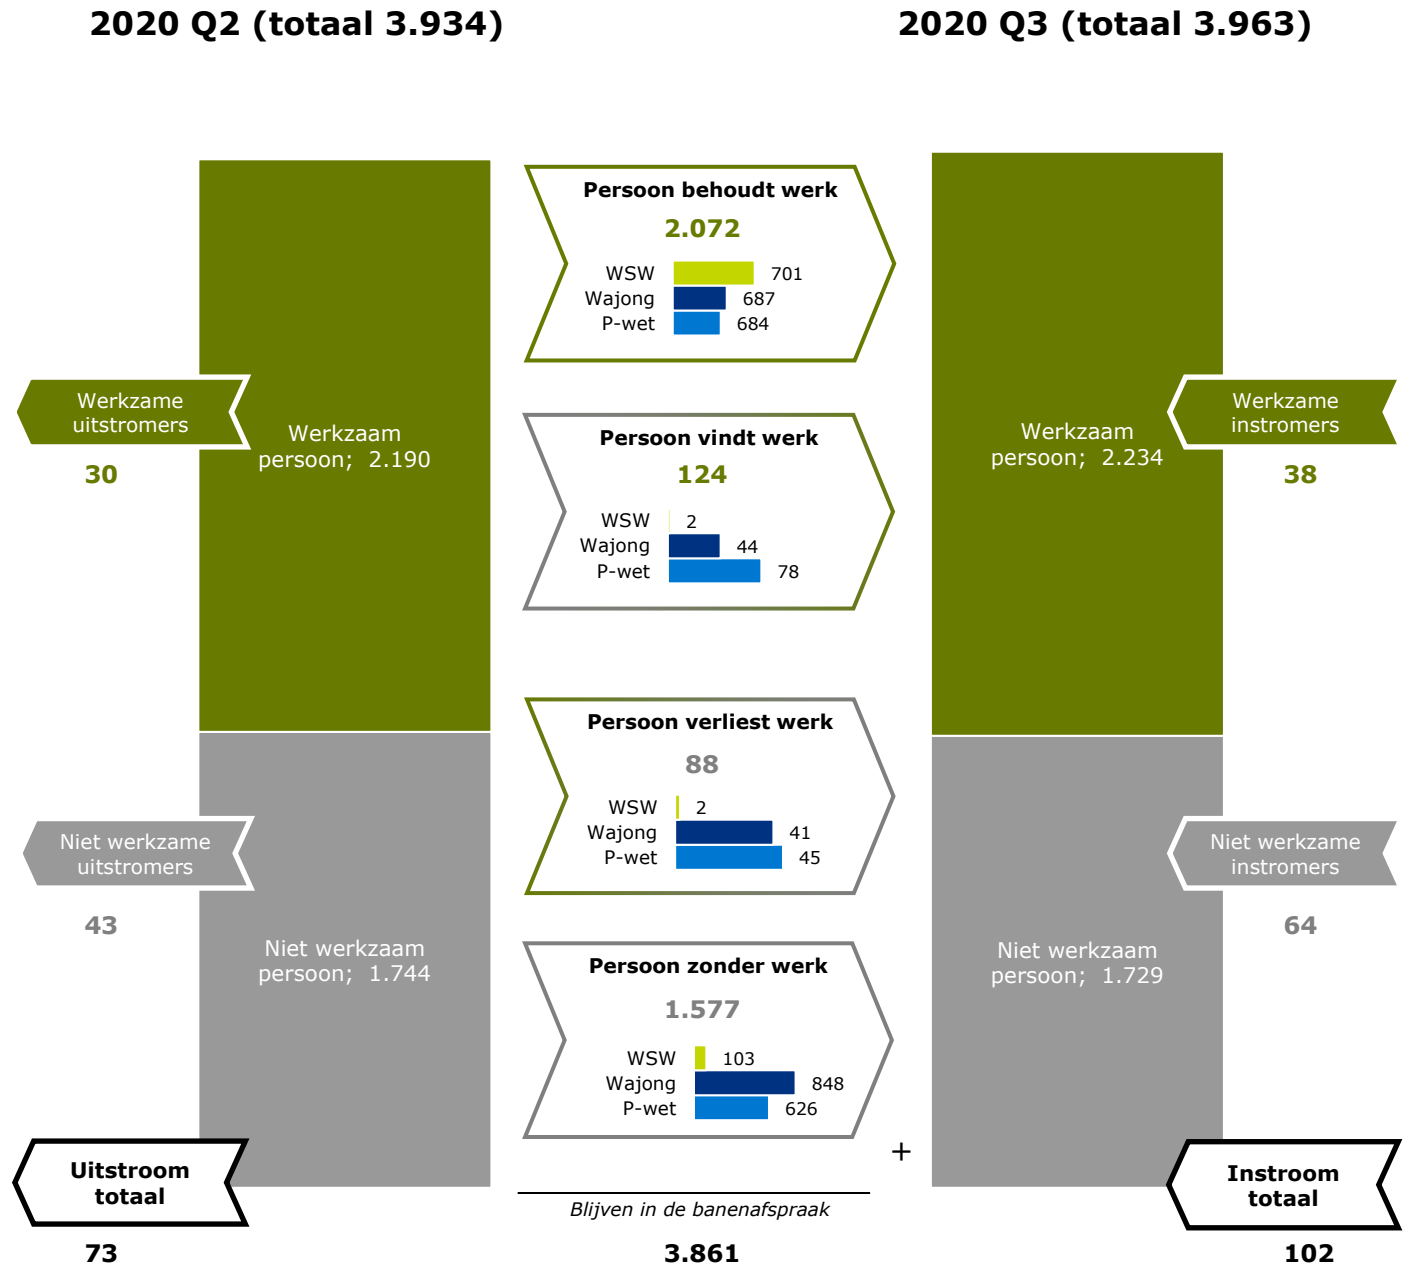 2020 Q2 (totaal 3.934)
2020 Q3 (totaal 3.963)
Persoon behoudt werk
2.072
WSW 701
Wajong 687
P-wet 684
Werkzame
uitstromers
30
Werkzaam
persoon; 2.190
Persoon vindt werk
124
WSW 2
Wajong 44
P-wet 78
Werkzaam
persoon; 2.234
Werkzame
instromers
38
Persoon verliest werk
88
WSW 2
Wajong 41
P-wet 45
Niet werkzame
uitstromers
43
Niet werkzame
instromers
64
Niet werkzaam
persoon; 1.744
Persoon zonder werk
1.577
WSW 103
Wajong 848
P-wet 626
Niet werkzaam
persoon; 1.729
+
Uitstroom
totaal
73
Blijven in de banenafspraak
3.861
Instroom
totaal
102